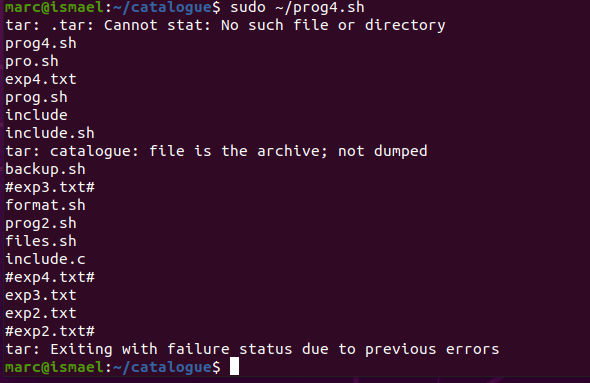 marc@ismael:~/catalogue$ sudo ~/prog4.sh
tar: .tar: Cannot stat: No such file or directory
prog4.sh
pro.sh
exp4.txt
prog.sh
include
include.sh
tar: catalogue: file is the archive; not dumped
backup.sh
#exp3.txt#
format.sh
prog2.sh
files.sh
include.c
#exp4.txt#
exp3.txt
exp2.txt
#exp2.txt#
tar: Exiting with failure status due to previous errors
marc@ismael:~/catalogue$